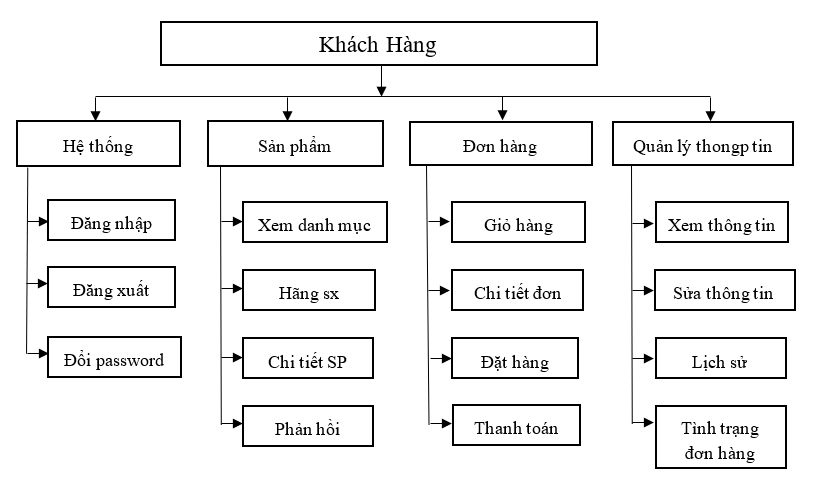 Khách Hàng
Hệ thống
Sản phẩm
Đơn hàng
Quản lý thongp tin
Đăng nhập
Xem danh mục
Giỏ hàng
Xem thông tin
Đăng xuất
Hãng sx
Chi tiết đơn
Sửa thông tin
Đổi password
Chi tiết SP
Đặt hàng
Lịch sử
Phản hồi
Thanh toán
Tình trạng
đơn hàng